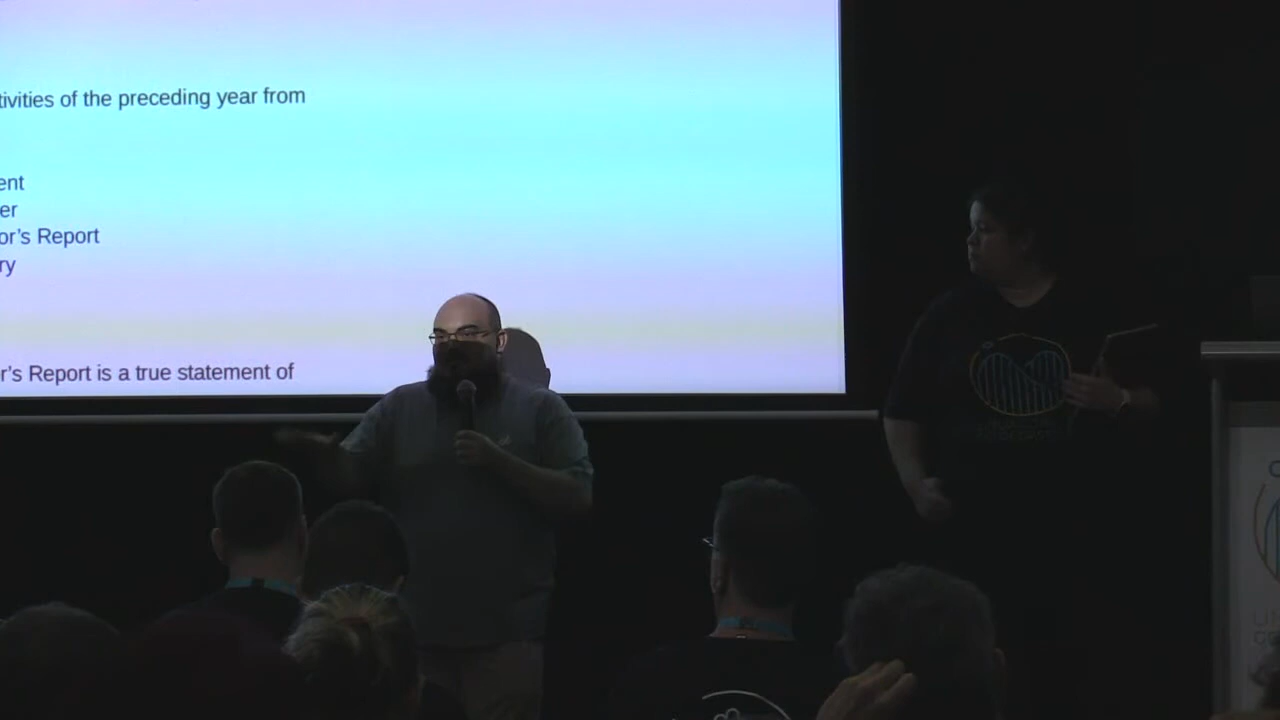 tivities of the preceding year from
ent
er
or's Report
ry
r's Report is a true statement of